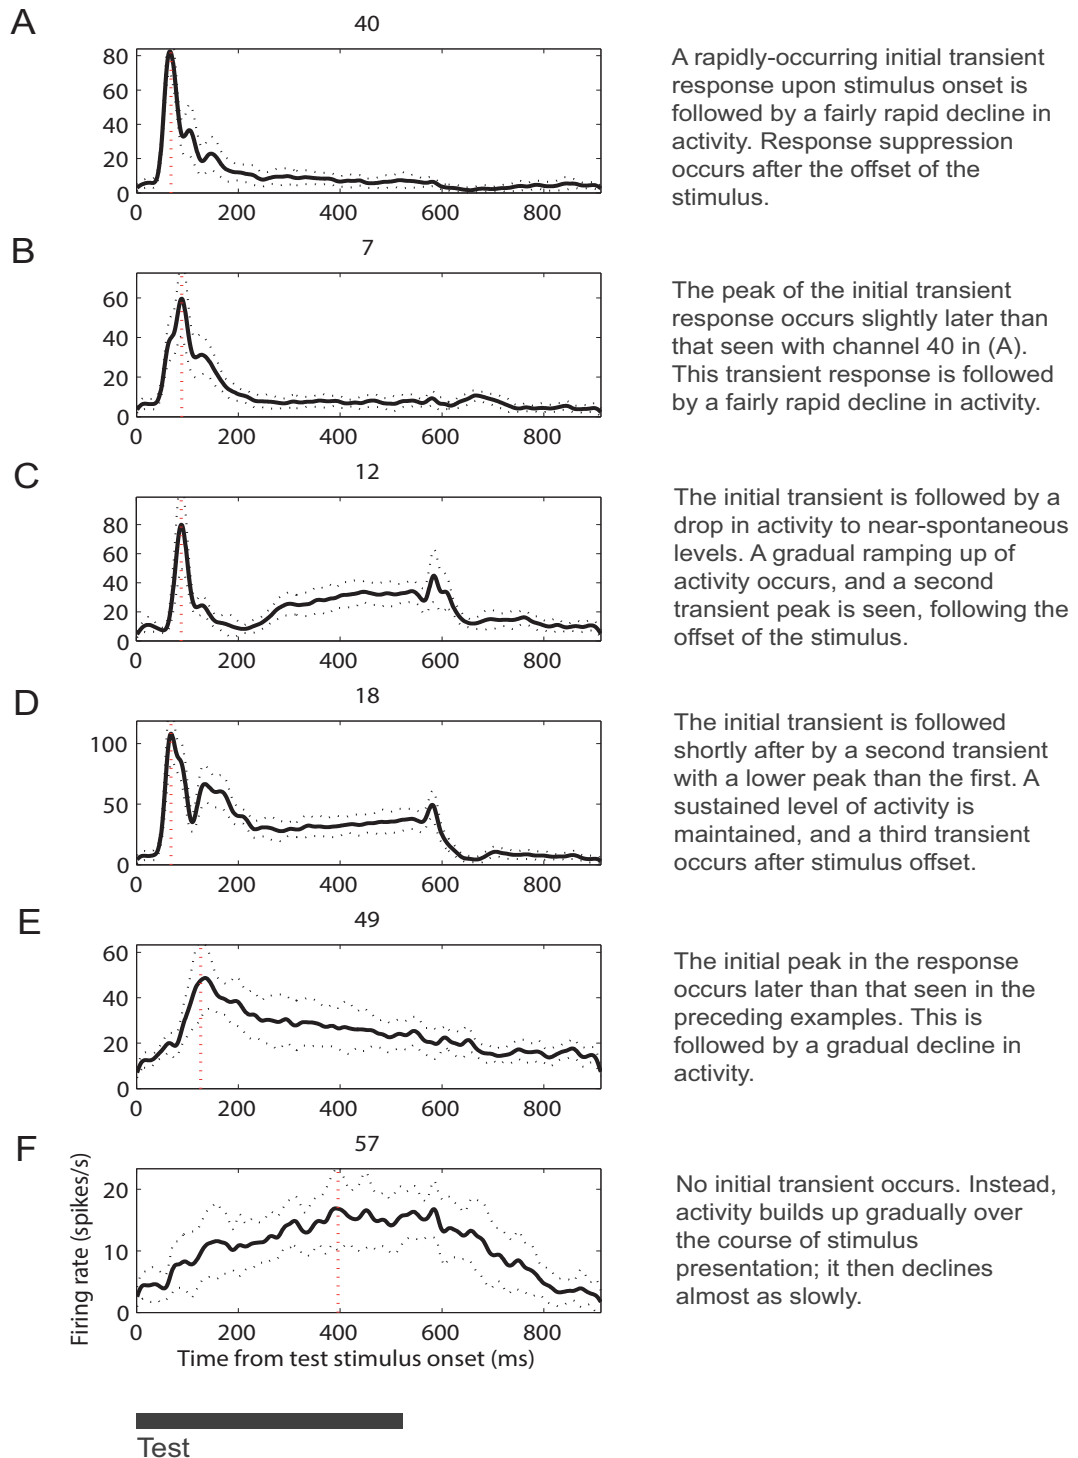 A
40
80
60
40
20
0
0 200 400 600 800
A rapidly-occurring initial transient
response upon stimulus onset is
followed by a fairly rapid decline in
activity. Response suppression
occurs after the offset of the
stimulus.
B
7
60
40
20
0
0 200 400 600 800
The peak of the initial transient
response occurs slightly later than
that seen with channel 40 in (A).
This transient response is followed
by a fairly rapid decline in activity.
C
12
80
60
40
20
0
0 200 400 600 800
The initial transient is followed by a
drop in activity to near-spontaneous
levels. A gradual ramping up of
activity occurs, and a second
transient peak is seen, following the
offset of the stimulus.
D
18
100
50
0
0 200 400 600 800
The initial transient is followed
shortly after by a second transient
with a lower peak than the first. A
sustained level of activity is
maintained, and a third transient
occurs after stimulus offset.
E
49
60
40
20
0
0 200 400 600 800
The initial peak in the response
occurs later than that seen in the
preceding examples. This is
followed by a gradual decline in
activity.
F
57
Firing rate (spikes/s)
20
10
0
0 200 400 600 800
Time from test stimulus onset (ms)
No initial transient occurs. Instead,
activity builds up gradually over
the course of stimulus
presentation; it then declines
almost as slowly.
Test